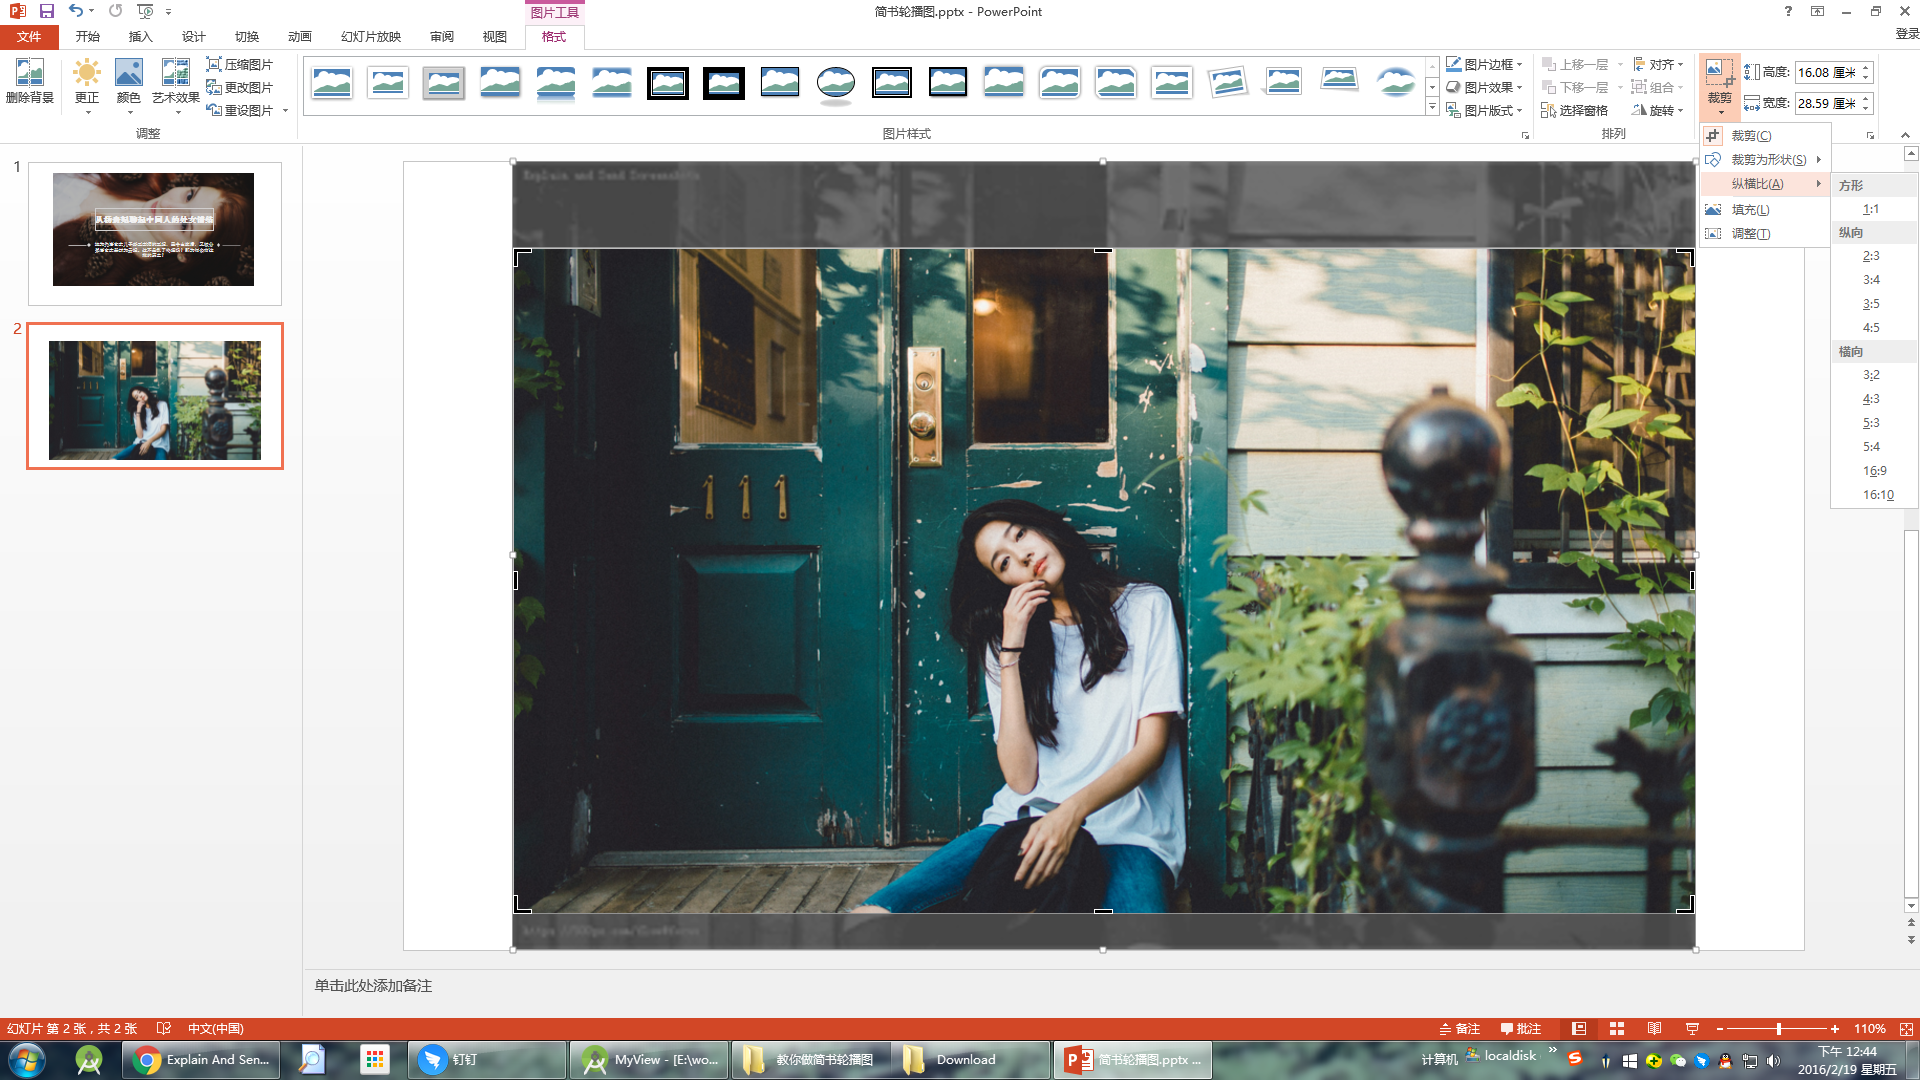 简书轮播图.pptx - PowerPoint
图片工具
登录
文件 开始 插入 设计 切换 动画 幻灯片放映 审阅 视图 格式
删除背景 更正 颜色 艺术效果
压缩图片
更改图片
重设图片
调整
图片样式
图片边框
图片效果
图片版式
上移一层 对齐
下移一层 组合
选择窗格 旋转
排列
裁剪
高度: 16.08 厘米
宽度: 28.59 厘米
裁剪(C)
裁剪为形状(S)
纵横比(A)
填充(L)
调整(T)
方形
1:1
纵向
2:3
3:4
3:5
4:5
横向
3:2
4:3
5:3
5:4
16:9
16:10
1
2
Explain and Send Screenshots
单击此处添加备注
幻灯片 第 2 张，共 2 张 中文(中国) 备注 批注 110%
Explain And Sen... 钉钉 MyView - [E:\wo... 教你做简书轮播图 Download 简书轮播图.pptx ... 计算机 localdisk
下午 12:44
2016/2/19 星期五